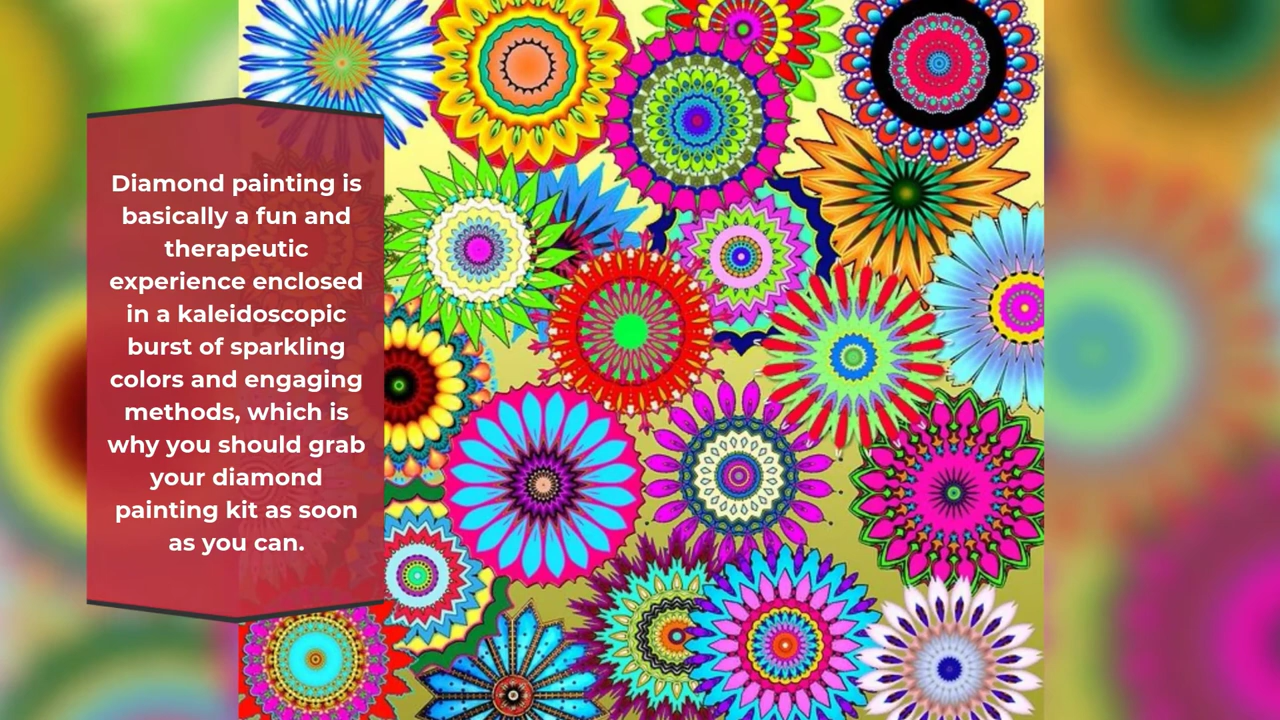 Diamond painting is
basically a fun and
therapeutic
experience enclosed
in a kaleidoscopic
burst of sparkling
colors and engaging
methods, which is
why you should grab
your diamond
painting kit as soon
as you can.